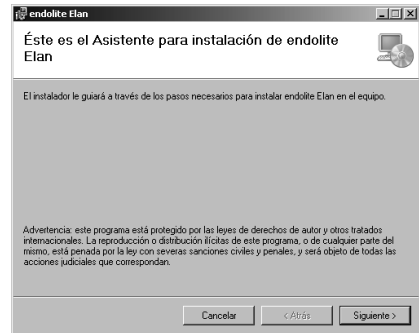 endolite Elan
Éste es el Asistente para instalación de endolite
Elan
El instalador le guiará a través de los pasos necesarios para instalar endolite Elan en el equipo.
Advertencia: este programa está protegido por las leyes de derechos de autor y otros tratados
internacionales. La reproducción o distribución ilícitas de este programa, o de cualquier parte del
mismo, está penada por la ley con severas sanciones civiles y penales, y será objeto de todas las
acciones judiciales que correspondan.
Cancelar < Atrás Siguiente >